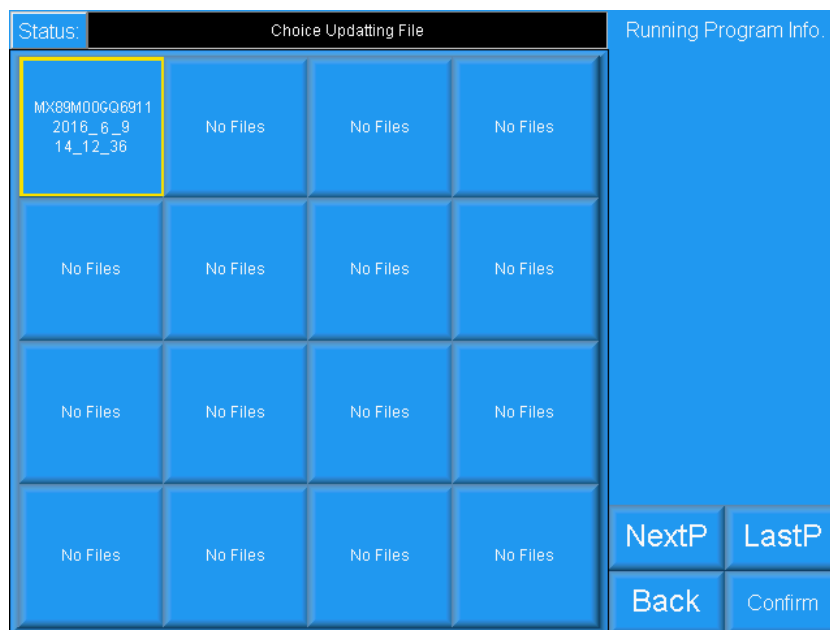 Status: Choice Updatting File
Running Program Info.
MX89M00GQ6911
2016_6_9
14_12_36
No Files No Files No Files
No Files No Files No Files No Files
No Files No Files No Files No Files
No Files No Files No Files No Files
NextP LastP
Back Confirm